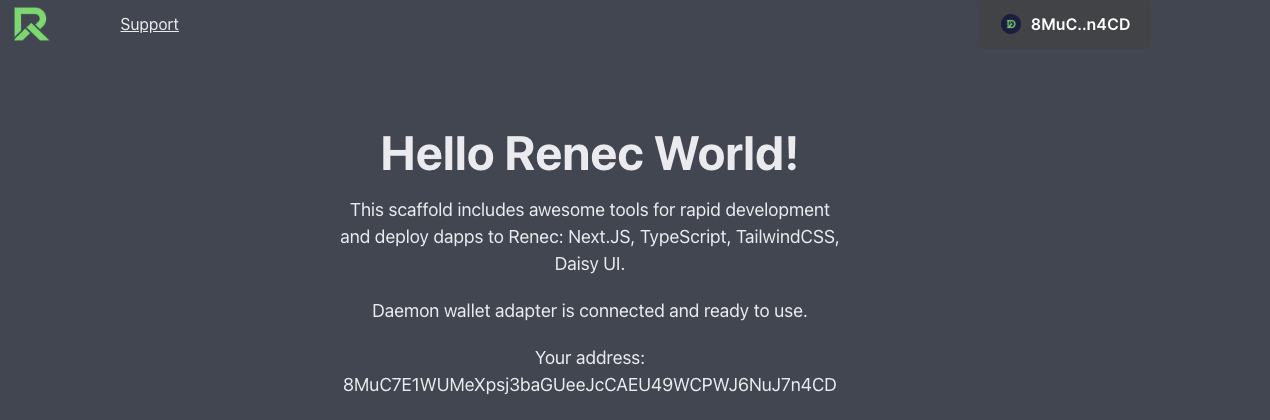 Support
8MuC..n4CD
Hello Renec World!
This scaffold includes awesome tools for rapid development
and deploy dapps to Renec: Next.JS, TypeScript, TailwindCSS,
Daisy UI.
Daemon wallet adapter is connected and ready to use.
Your address:
8MuC7E1WUMeXpsj3baGUeeJcCAEU49WCPWJ6NuJ7n4CD